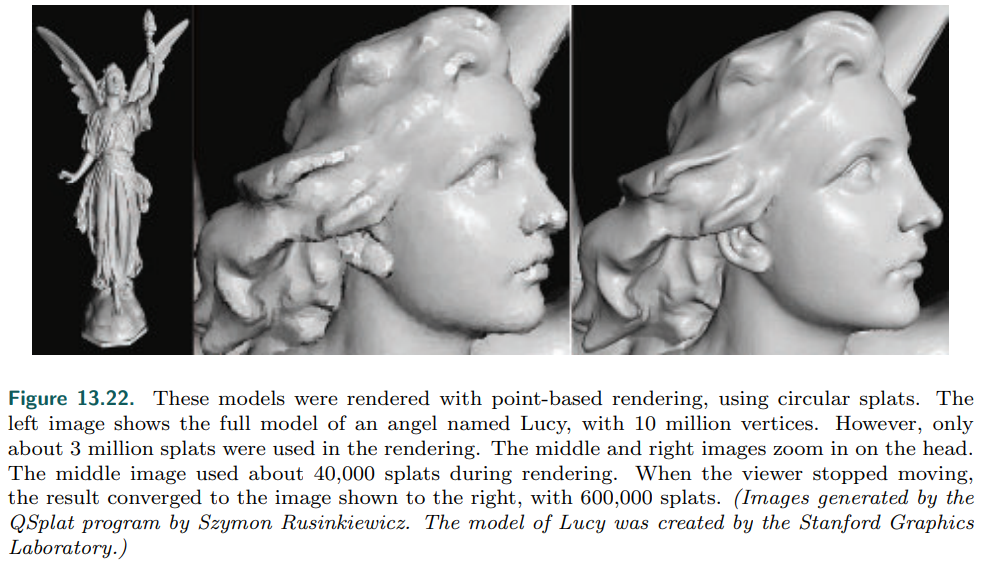 Figure 13.22. These models were rendered with point-based rendering, using circular splats. The
left image shows the full model of an angel named Lucy, with 10 million vertices. However, only
about 3 million splats were used in the rendering. The middle and right images zoom in on the head.
The middle image used about 40,000 splats during rendering. When the viewer stopped moving,
the result converged to the image shown to the right, with 600,000 splats. (Images generated by the
QSplat program by Szymon Rusinkiewicz. The model of Lucy was created by the Stanford Graphics
Laboratory.)